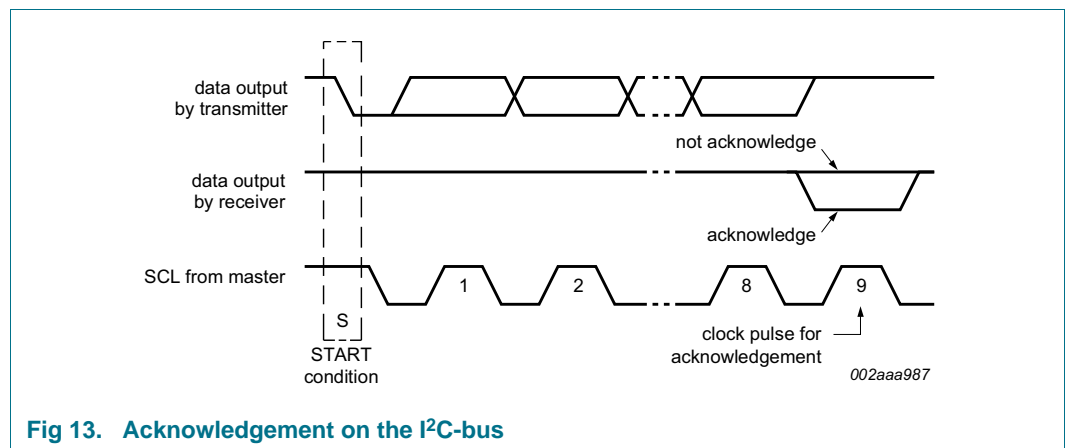 data output
by transmitter
not acknowledge
data output
by receiver
acknowledge
SCL from master
1
2
8
9
S
START
condition
clock pulse for
acknowledgement
002aaa987
Fig 13. Acknowledgement on the I²C-bus